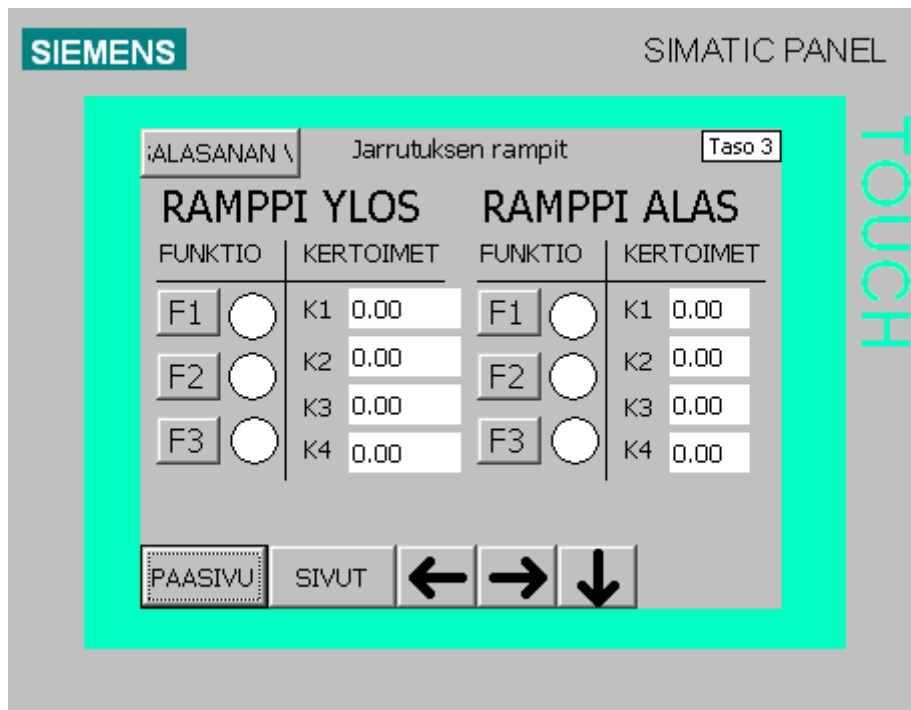 SIEMENS
SIMATIC PANEL
TOUCH
ALASANAN
Jarrutuksen rampit
Taso 3
RAMPPI YLOS
RAMPPI ALAS
FUNKTIO KERTOIMET FUNKTIO KERTOIMET
F1 K1 0.00 F1 K1 0.00
F2 K2 0.00 F2 K2 0.00
F3 K3 0.00 F3 K3 0.00
K4 0.00 K4 0.00
PAASIVU SIVUT